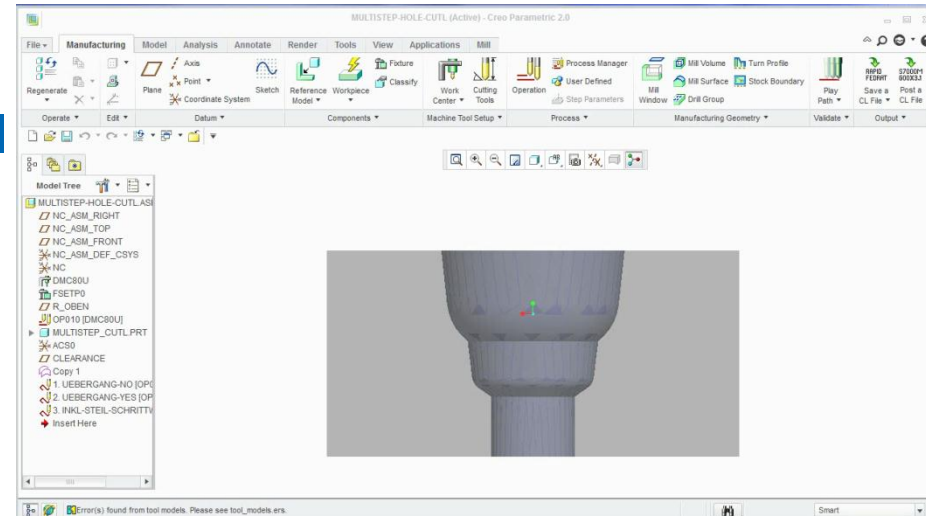 MULTISTEP-HOLE-CUTL (Active) - Creo Parametric 2.0
File Manufacturing Model Analysis Annotate Render Tools View Applications Mill
Regenerate
Plane
Axis
Point
Coordinate System
Sketch
Reference Model
Workpiece
Fixture
Classify
Work Center
Cutting Tools
Operation
Process Manager
User Defined
Step Parameters
Mill Window
Mill Volume
Mill Surface
Drill Group
Turn Profile
Stock Boundary
Play Path
Save a CL File
Post a CL File
Operate Edit Datum Components Machine Tool Setup Process Manufacturing Geometry Validate Output
Model Tree
MULTISTEP-HOLE-CUTL.AS
NC_ASM_RIGHT
NC_ASM_TOP
NC_ASM_FRONT
NC_ASM_DEF_CSYS
NC
DMC80U
FSETP0
R_OBEN
OP010 [DMC80U]
MULTISTEP_CUTL.PRT
ACS0
CLEARANCE
Copy 1
1. UEBERGANG-NO [OP0
2. UEBERGANG-YES [OP
3. INKL-STEIL-SCHRITTV
Insert Here
Error(s) found from tool models. Please see tool_models.ers.
Smart